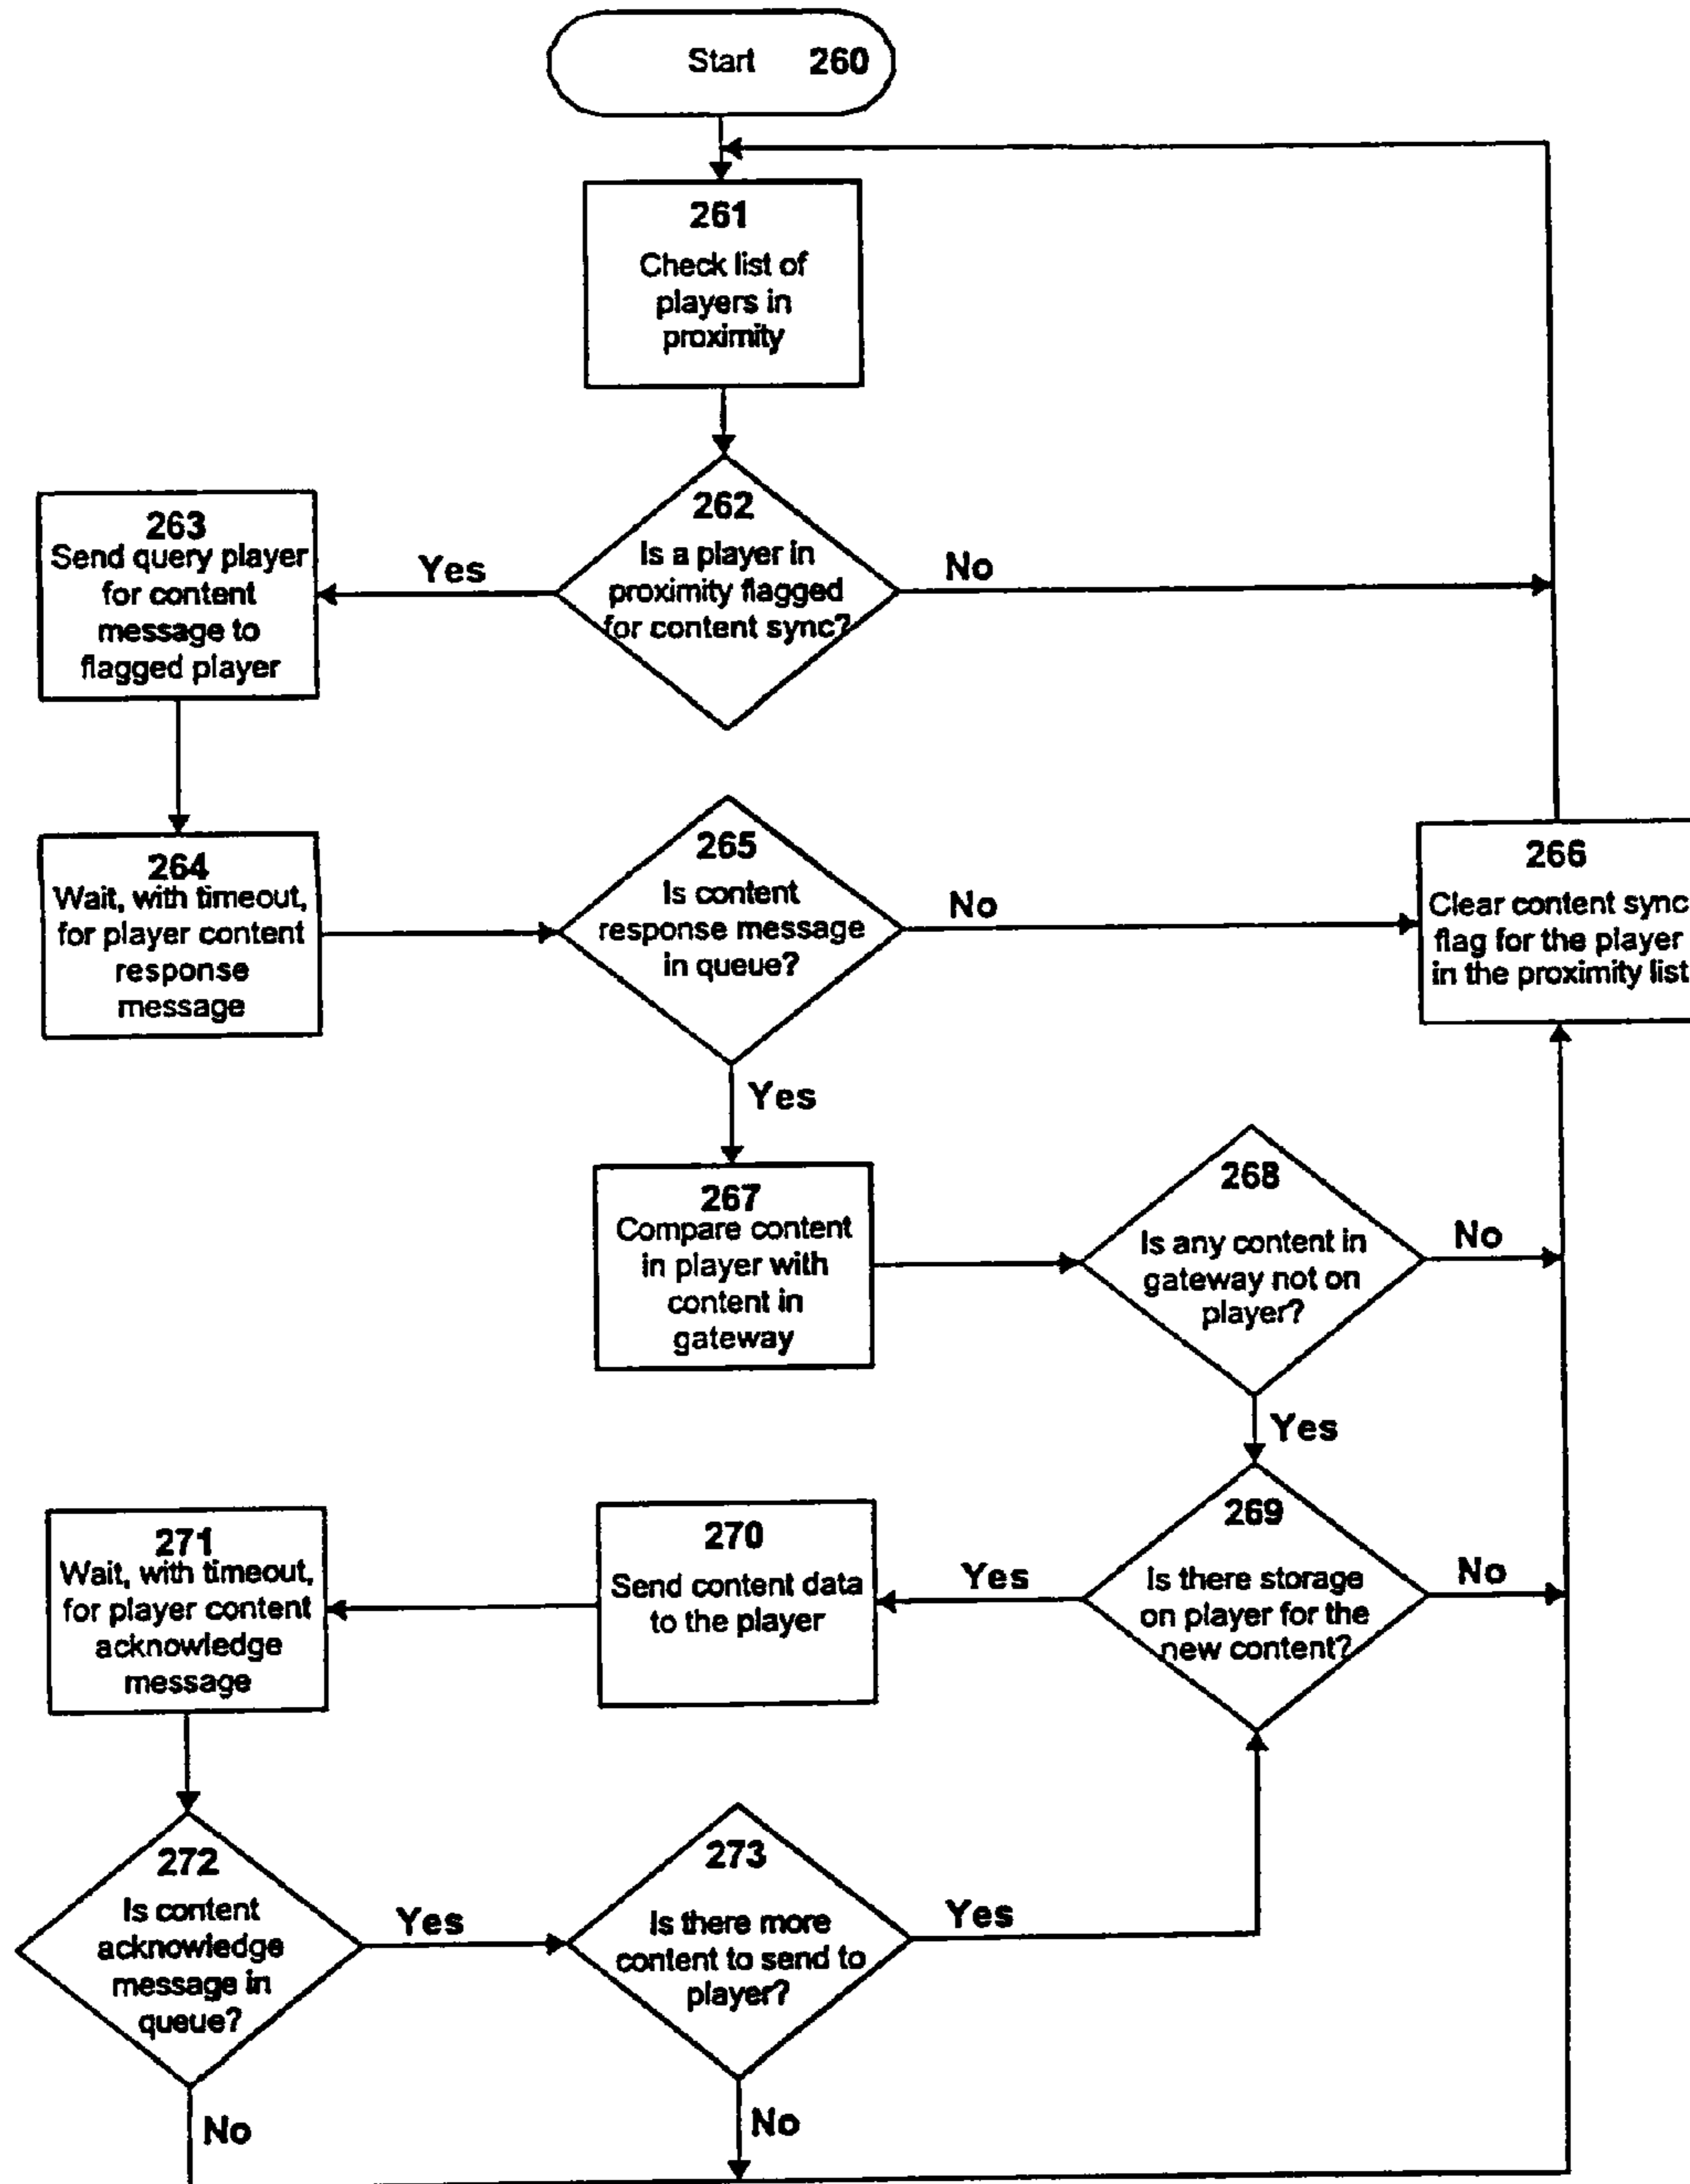 Start 260
261
Check list of
players in
proximity
262
Is a player in
proximity flagged
for content sync?
Yes
No
263
Send query player
for content
message to
flagged player
264
Wait, with timeout,
for player content
response
message
265
Is content
response message
in queue?
No
Yes
266
Clear content sync
flag for the player
in the proximity list
267
Compare content
in player with
content in
gateway
268
Is any content in
gateway not on
player?
No
Yes
269
Is there storage
on player for the
new content?
No
Yes
270
Send content data
to the player
271
Wait, with timeout,
for player content
acknowledge
message
272
Is content
acknowledge
message in
queue?
Yes
No
273
Is there more
content to send to
player?
Yes
No